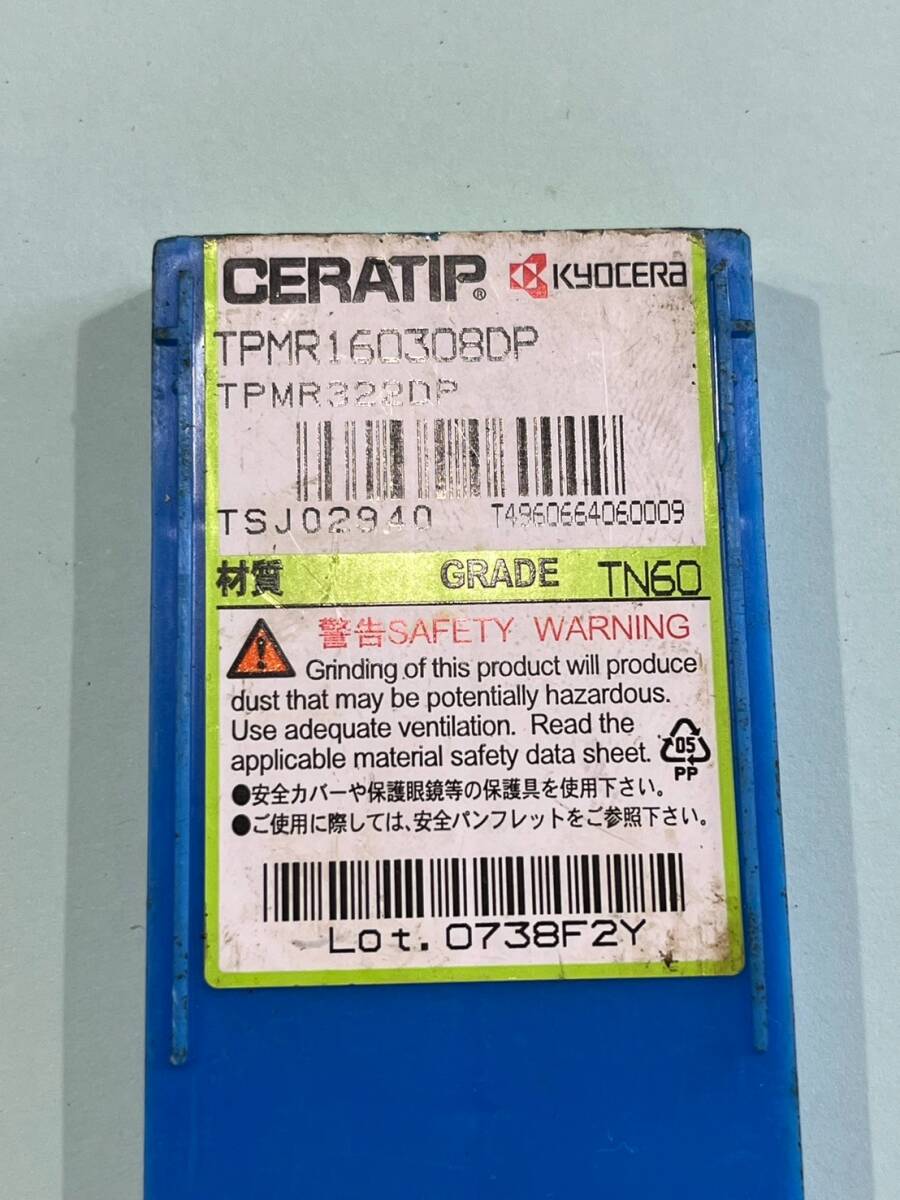 CERATIP® KYOCERA
TPMR160308DP
TPMR322DP
TSJ02940 T4960664060009
材質 GRADE TN60
警告SAFETY WARNING
Grinding of this product will produce
dust that may be potentially hazardous.
Use adequate ventilation. Read the
applicable material safety data sheet.
05
PP
●安全カバーや保護眼鏡等の保護具を使用下さい。
●ご使用に際しては、安全パンフレットをご参照下さい。
Lot. 0738F2Y